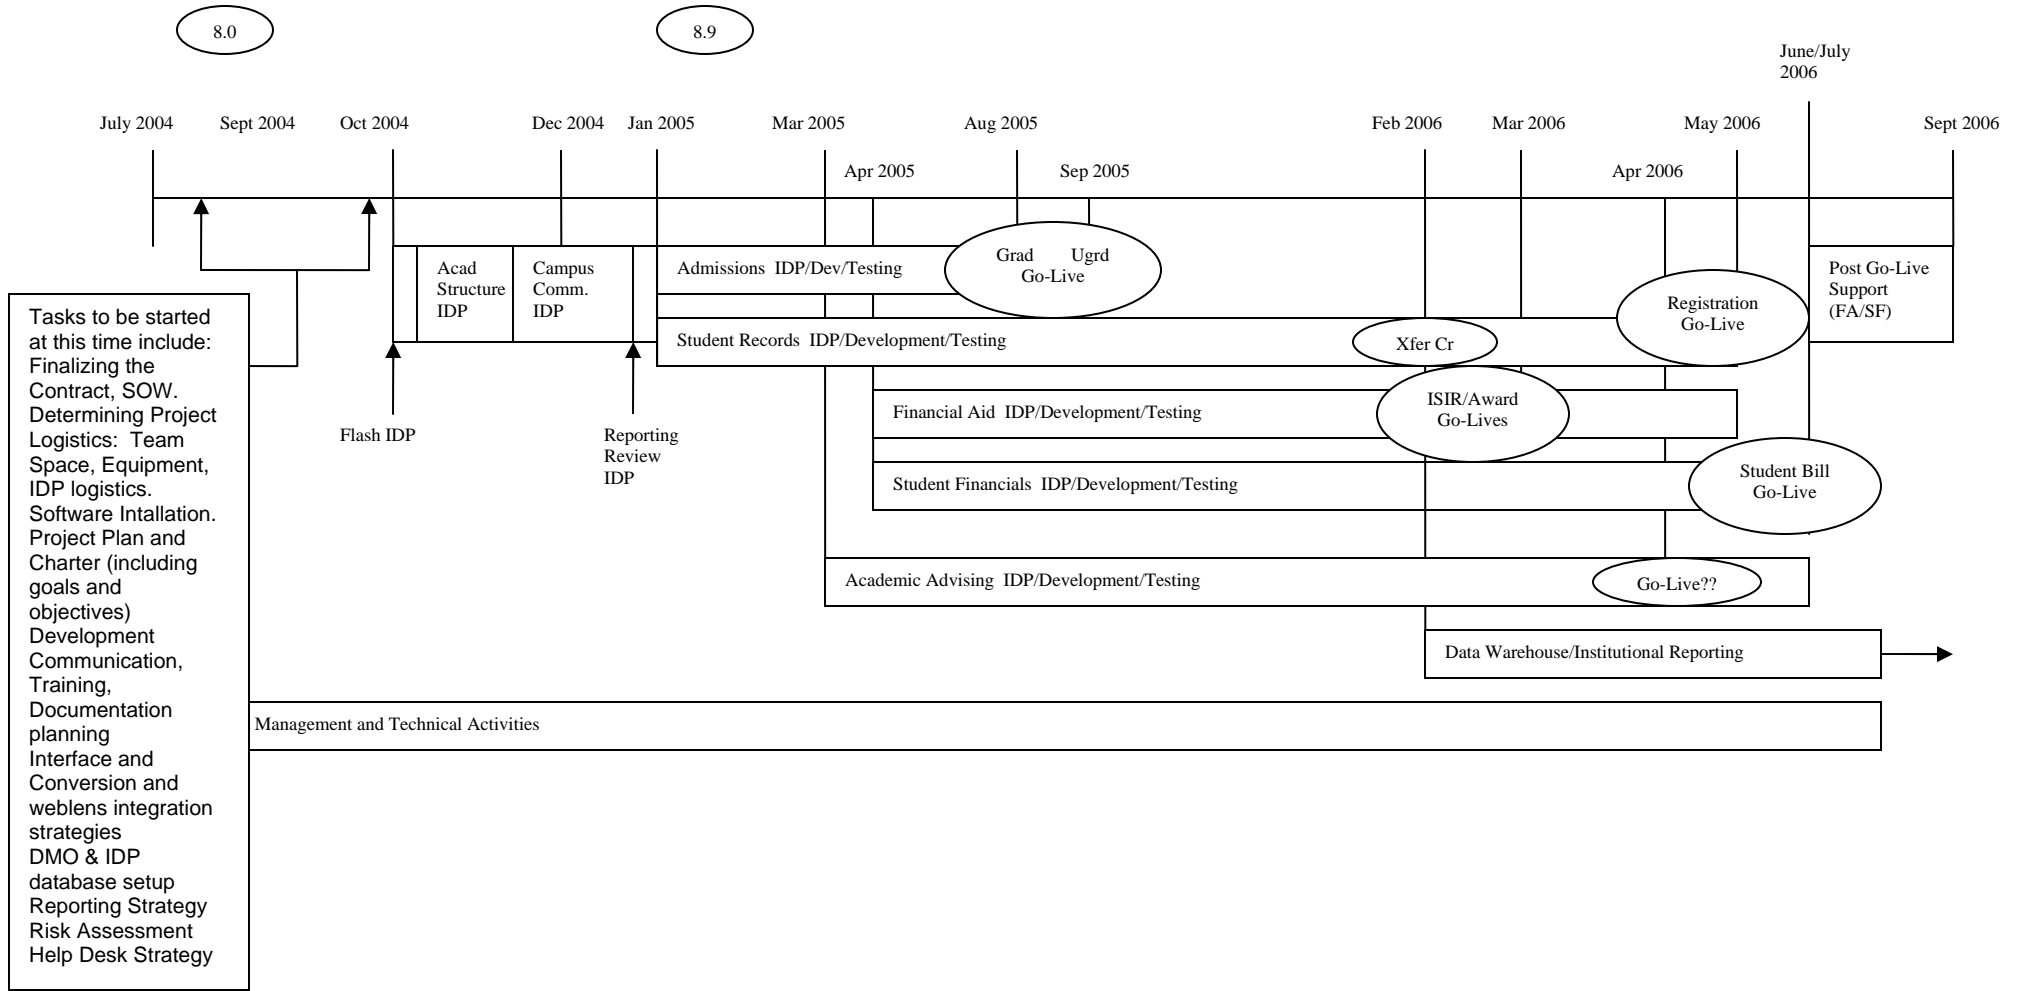 8.0
8.9
June/July
2006
July 2004
Sept 2004
Oct 2004
Dec 2004
Jan 2005
Mar 2005
Aug 2005
Feb 2006
Mar 2006
May 2006
Sept 2006
Apr 2005
Sep 2005
Apr 2006
Acad
Structure
IDP
Campus
Comm.
IDP
Admissions IDP/Dev/Testing
Grad Ugrd
Go-Live
Post Go-Live
Support
(FA/SF)
Registration
Go-Live
Student Records IDP/Development/Testing
Xfer Cr
Financial Aid IDP/Development/Testing
ISIR/Award
Go-Lives
Flash IDP
Reporting
Review
IDP
Student Financials IDP/Development/Testing
Student Bill
Go-Live
Academic Advising IDP/Development/Testing
Go-Live??
Data Warehouse/Institutional Reporting
Management and Technical Activities
Tasks to be started
at this time include:
Finalizing the
Contract, SOW.
Determining Project
Logistics: Team
Space, Equipment,
IDP logistics.
Software Intallation.
Project Plan and
Charter (including
goals and
objectives)
Development
Communication,
Training,
Documentation
planning
Interface and
Conversion and
weblens integration
strategies
DMO & IDP
database setup
Reporting Strategy
Risk Assessment
Help Desk Strategy